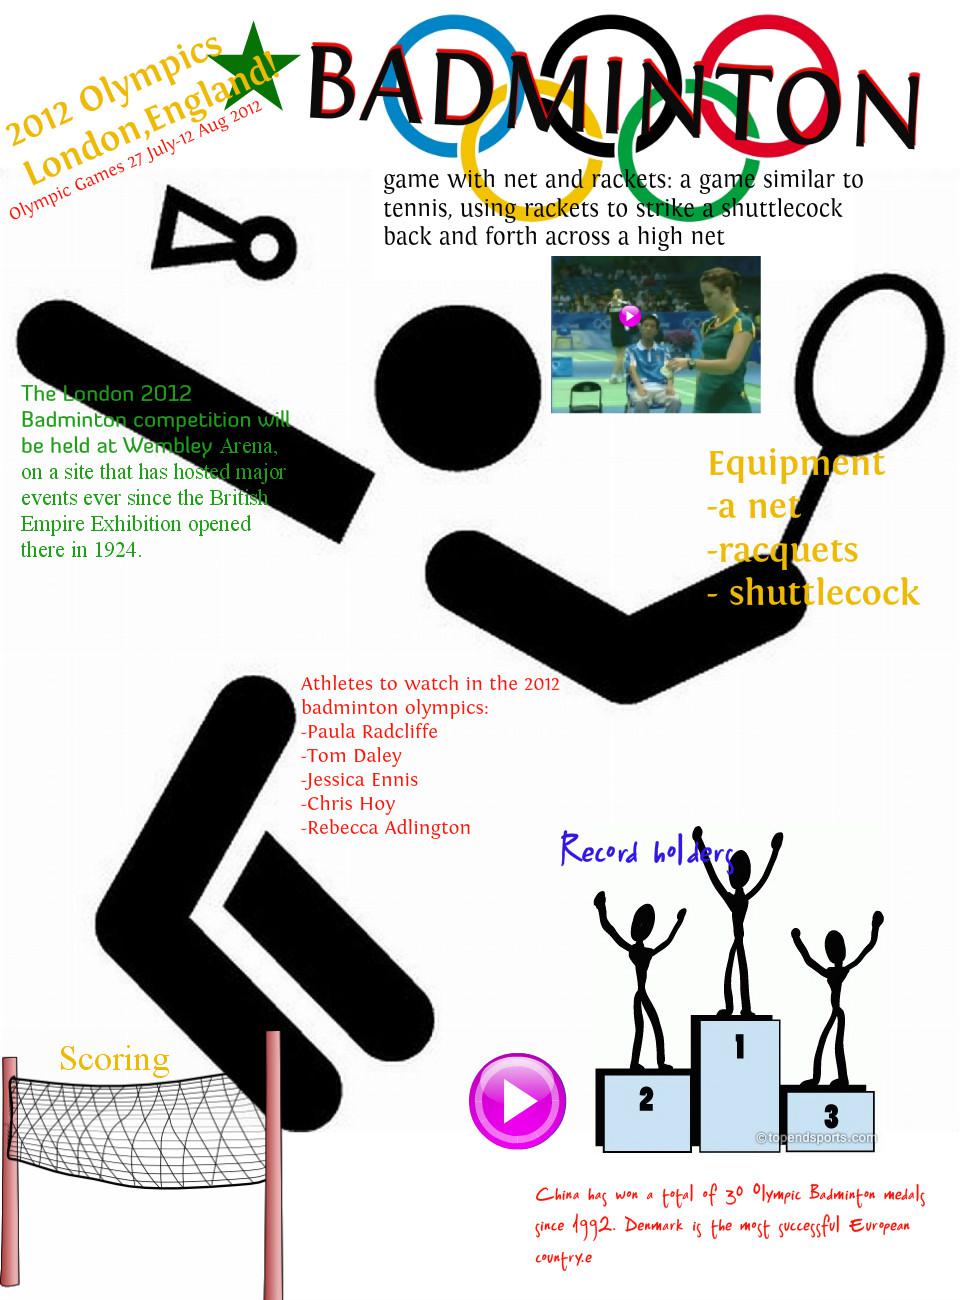 2012 Olympics
London,England!
Olympic Games 27 July-12 Aug 2012
BADMINTON
game with net and rackets: a game similar to
tennis, using rackets to strike a shuttlecock
back and forth across a high net
The London 2012
Badminton competition will
be held at Wembley Arena,
on a site that has hosted major
events ever since the British
Empire Exhibition opened
there in 1924.
Equipment
-a net
-racquets
- shuttlecock
Athletes to watch in the 2012
badminton olympics:
-Paula Radcliffe
-Tom Daley
-Jessica Ennis
-Chris Hoy
-Rebecca Adlington
Record holders
1
2
3
© topendsports.com
Scoring
China has won a total of 30 Olympic Badminton medals
since 1992. Denmark is the most successful European
country.e